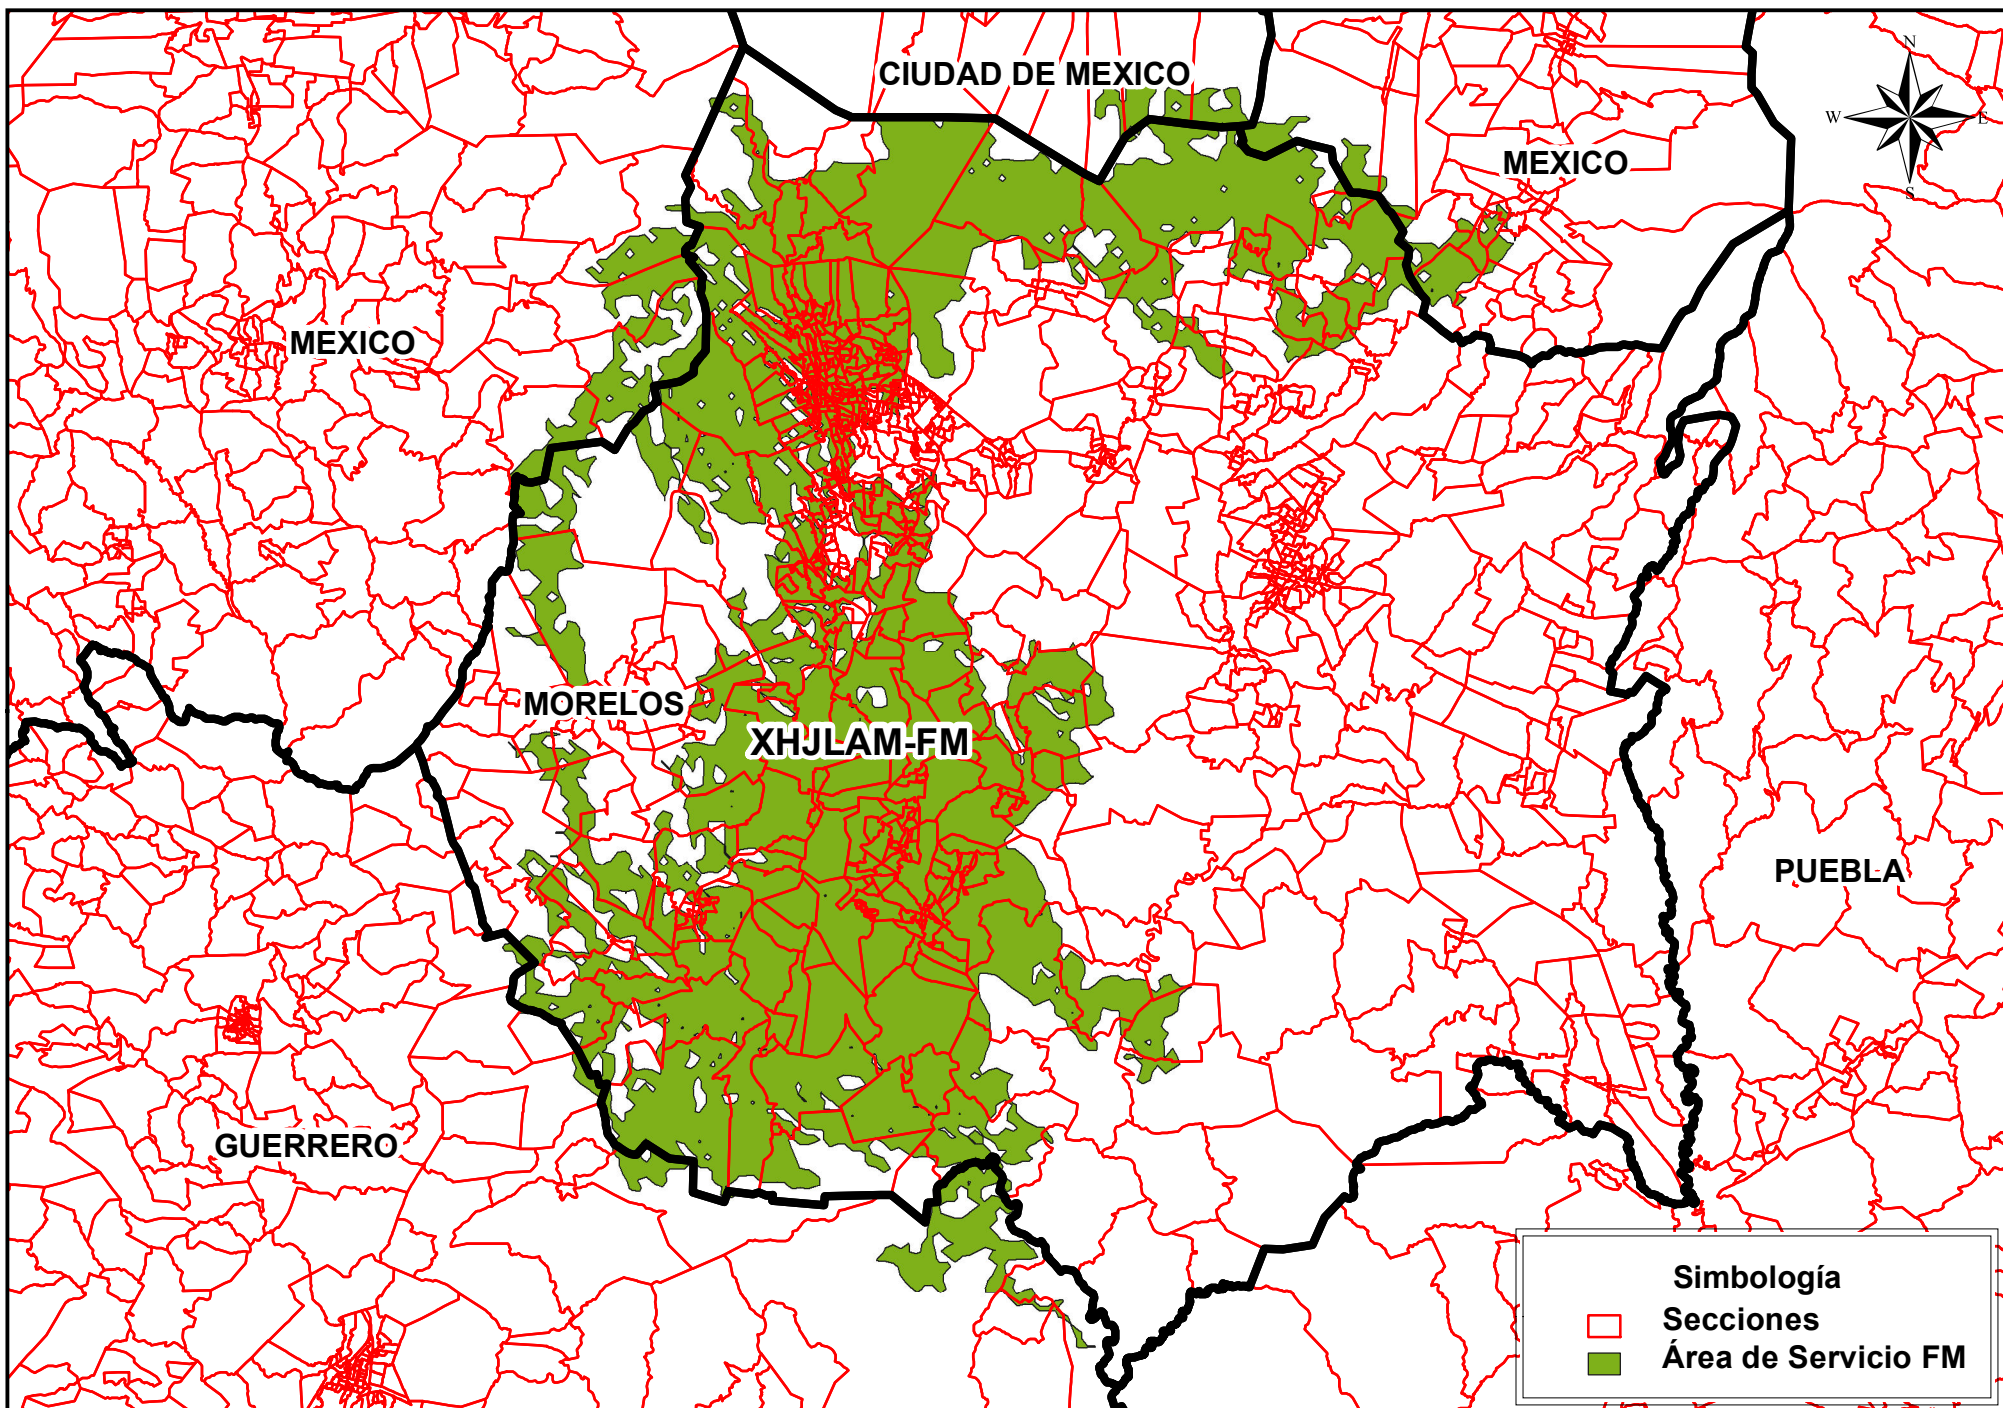 CIUDAD DE MEXICO
N
W
E
S
MEXICO
MEXICO
MORELOS
XHJLAM-FM
PUEBLA
GUERRERO
Simbología
Secciones
Área de Servicio FM